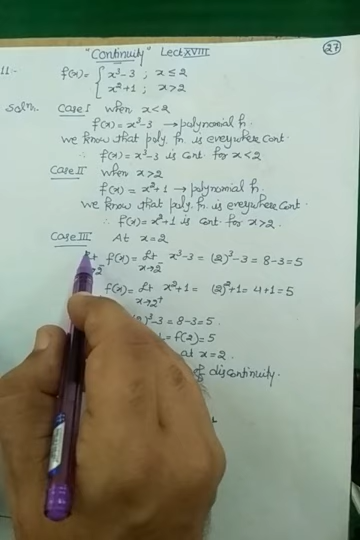 "Continuity" Lect XVIII
27
11:- f(x) = { x³-3 ; x ≤ 2
x²+1 ; x > 2
Soln. Case I when x < 2
f(x) = x³-3 → polynomial fn.
we know that poly. fn is everywhere cont.
∴ f(x) = x³-3 is cont. for x < 2
Case II when x > 2
f(x) = x²+1 → polynomial fn.
we know that poly. fn. is everywhere cont.
∴ f(x) = x²+1 is cont. for x > 2.
Case III At x = 2
f(x) = Lt x→2⁻ x³-3 = (2)³-3 = 8-3 = 5
f(x) = Lt x→2⁺ x²+1 = (2)²+1 = 4+1 = 5
)³-3 = 8-3 = 5.
= f(2) = 5
at x = 2.
of discontinuity.